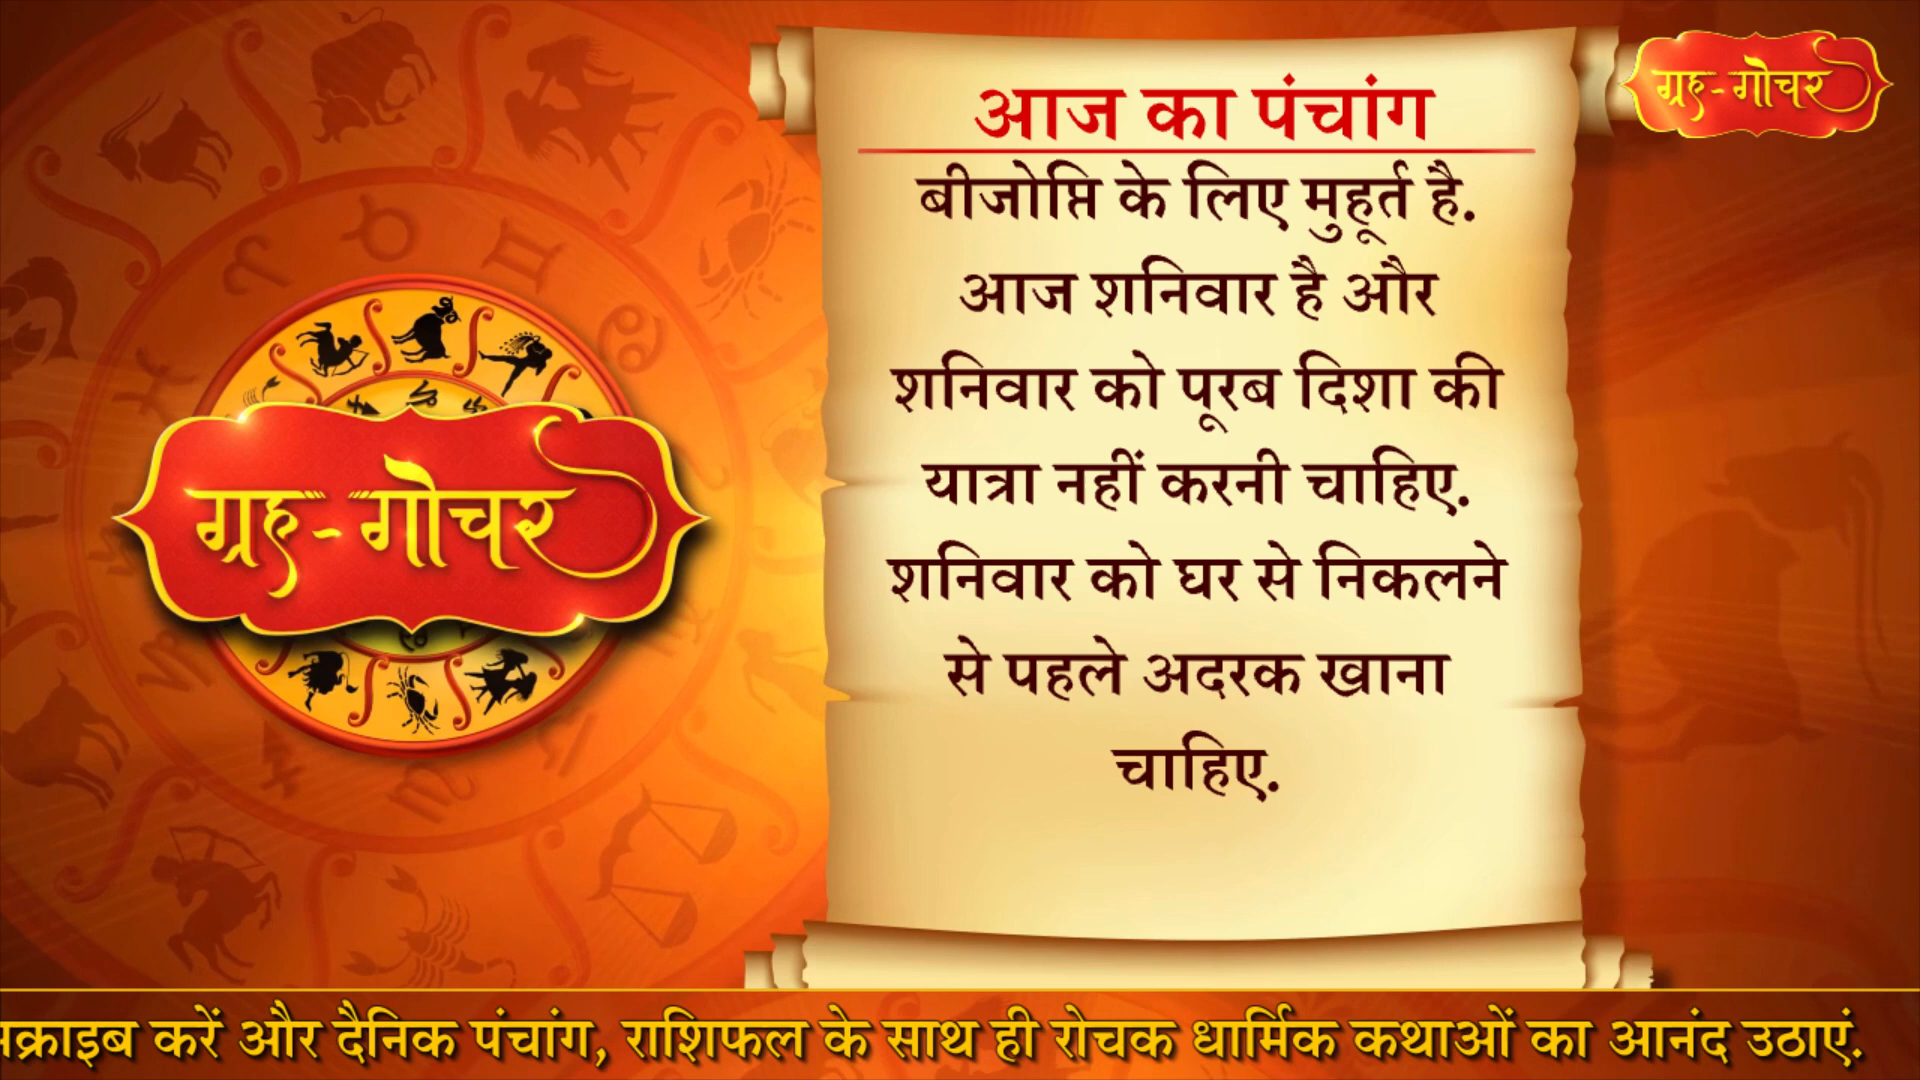 आज का पंचांग
ग्रह-गोचर
बीजोप्ति के लिए मुहूर्त है.
आज शनिवार है और
शनिवार को पूरब दिशा की
यात्रा नहीं करनी चाहिए.
शनिवार को घर से निकलने
से पहले अदरक खाना
चाहिए.
ग्रह-गोचर
करें और दैनिक पंचांग, राशिफल के साथ ही रोचक धार्मिक कथाओं का आनंद उठाएं.